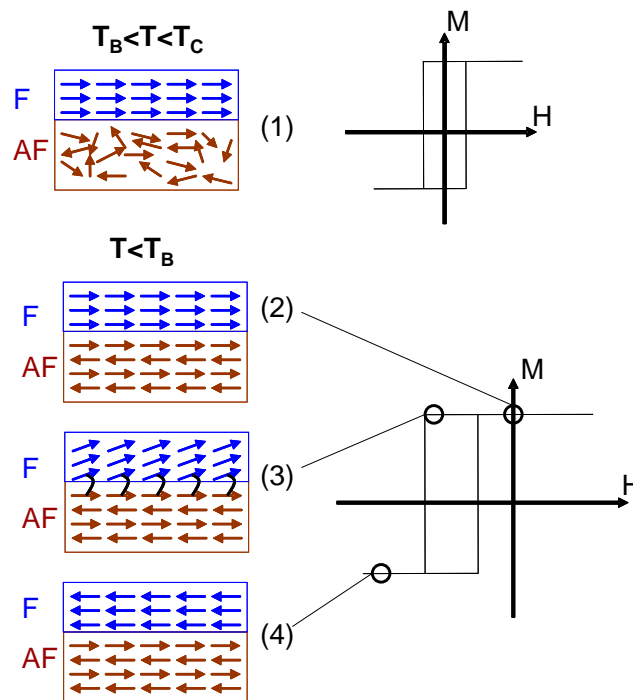 T_B<T<T_C
M
F
(1)
H
AF
T<T_B
(2)
F
AF
M
F
(3)
H
AF
F
(4)
AF